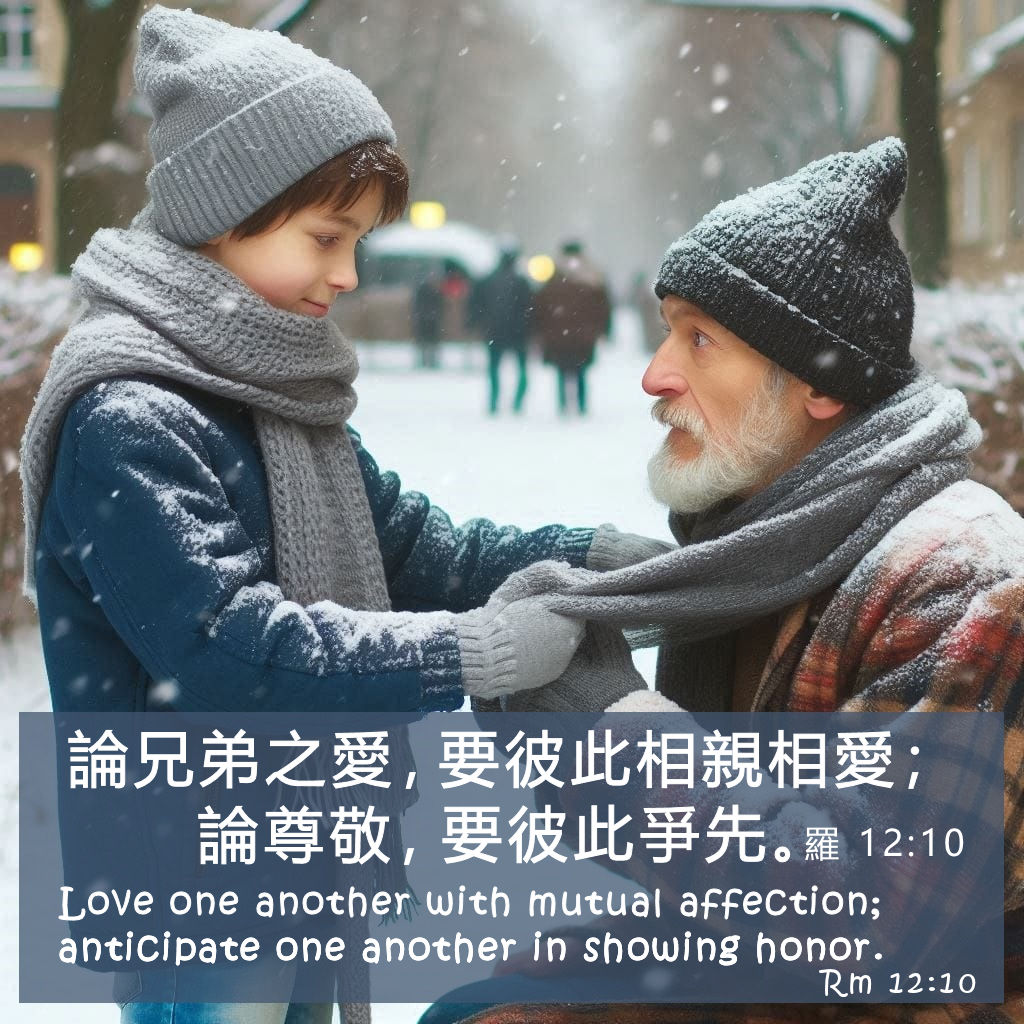 論兄弟之愛，要彼此相親相愛；
論尊敬，要彼此爭先。羅 12:10
Love one another with mutual affection;
anticipate one another in showing honor.
Rm 12:10